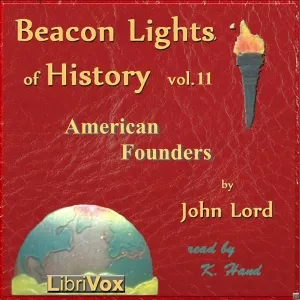 Beacon Lights
of History vol.11
American
Founders
by
John Lord
read by
K. Hand
LibriVox